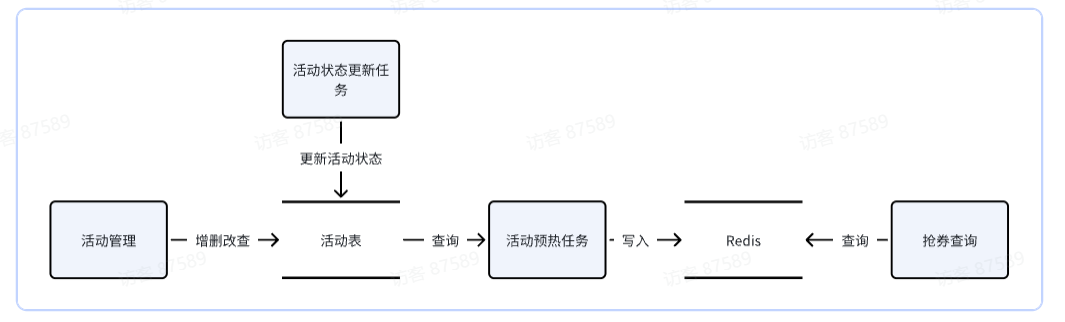 活动状态更新任
务
更新活动状态
活动管理
增删改查
活动表
查询
活动预热任务
写入
Redis
查询
抢券查询
访客 87589
访客 87589
访客 87589
访客 87589
访客 87589
访客 87589
访客 87589
访客 87589